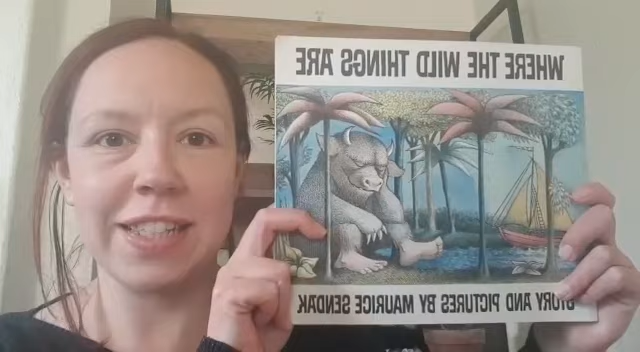 WHERE THE WILD THINGS ARE
STORY AND PICTURES BY MAURICE SENDAK